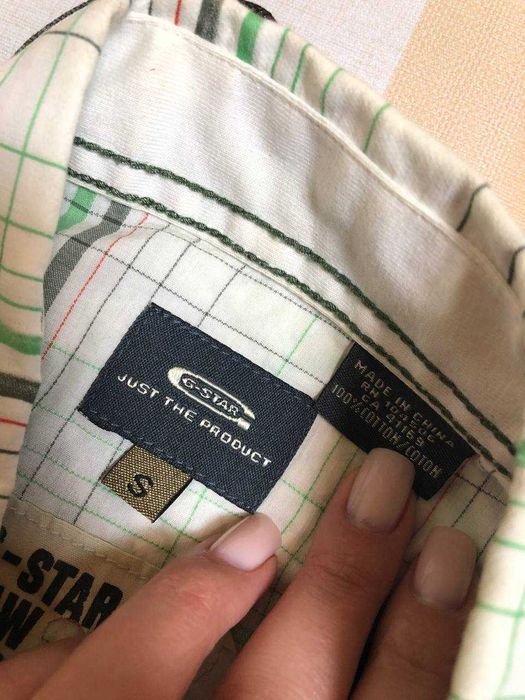 G-STAR
JUST THE PRODUCT
S
MADE IN CHINA
100% COTTON/COTON
-STAR